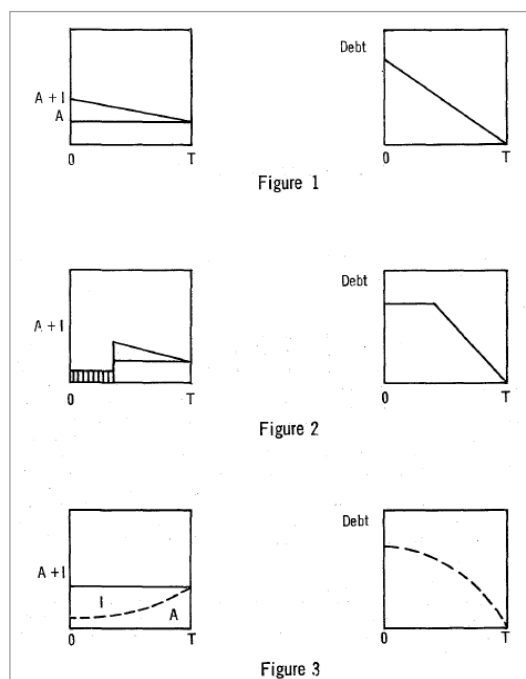 Debt
A + I
A
0 T
0 T
Figure 1
Debt
A + I
0 T
0 T
Figure 2
Debt
A + I
I
A
0 T
0 T
Figure 3